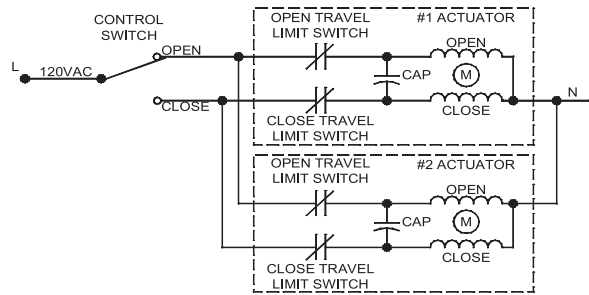 CONTROL
SWITCH
OPEN TRAVEL
LIMIT SWITCH
#1 ACTUATOR
OPEN
OPEN
L
120VAC
CAP
M
CLOSE
N
CLOSE
CLOSE TRAVEL
LIMIT SWITCH
OPEN TRAVEL
LIMIT SWITCH
#2 ACTUATOR
OPEN
CAP
M
CLOSE
CLOSE TRAVEL
LIMIT SWITCH